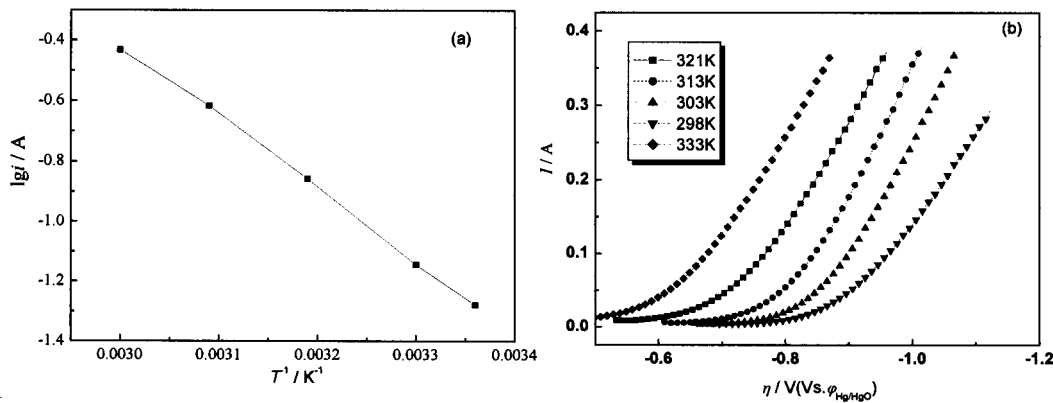 (a)
-0.4
-0.6
-0.8
-1.0
-1.2
-1.4
lgi / A
0.0030 0.0031 0.0032 0.0033 0.0034
T¹ / K⁻¹
(b)
321K
313K
303K
298K
333K
0.4
0.3
0.2
0.1
0.0
I / A
-0.6 -0.8 -1.0 -1.2
η / V(Vs.φHg/HgO)